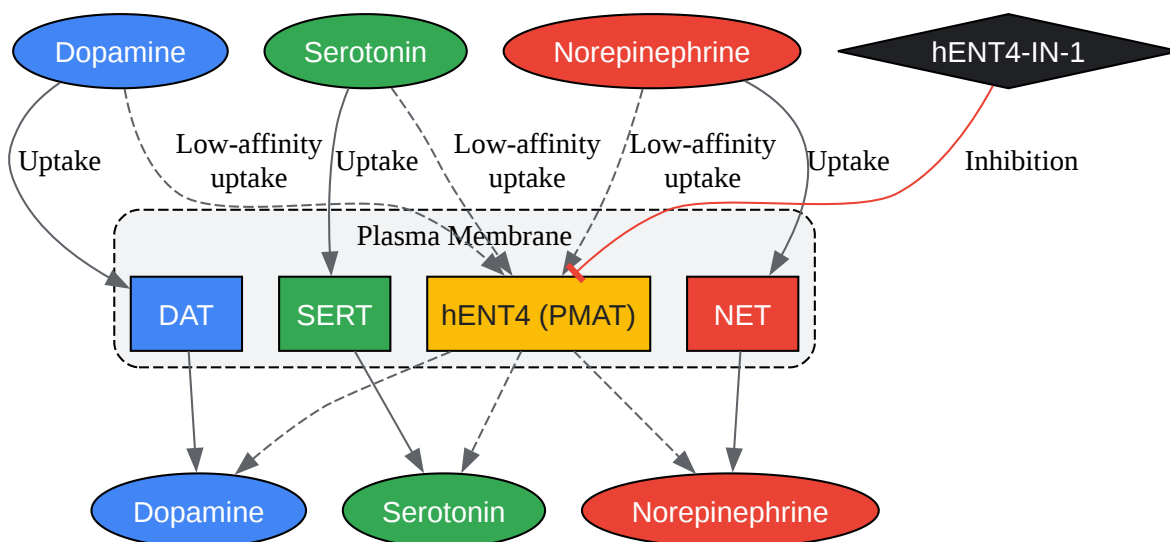 Dopamine
Serotonin
Norepinephrine
hENT4-IN-1
Uptake
Low-affinity
uptake
Uptake
Low-affinity
uptake
Low-affinity
uptake
Uptake
Inhibition
Plasma Membrane
DAT
SERT
hENT4 (PMAT)
NET
Dopamine
Serotonin
Norepinephrine